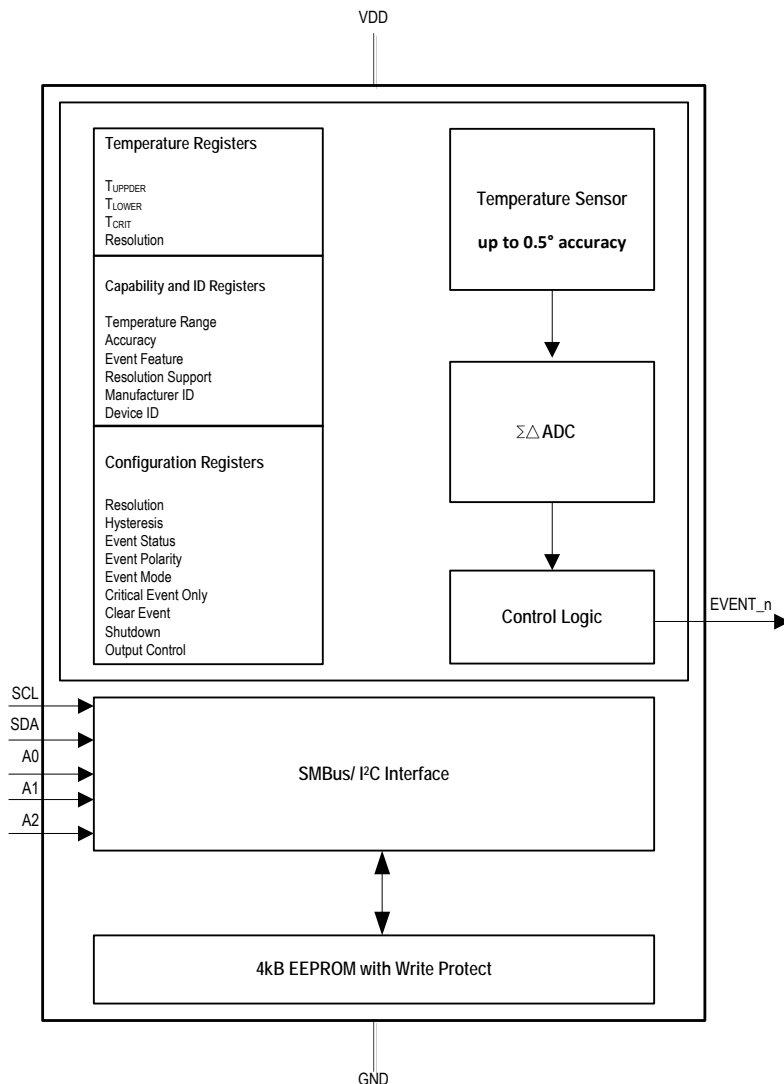 VDD
Temperature Registers
TUPPDER
TLOWER
TCRIT
Resolution
Capability and ID Registers
Temperature Range
Accuracy
Event Feature
Resolution Support
Manufacturer ID
Device ID
Configuration Registers
Resolution
Hysteresis
Event Status
Event Polarity
Event Mode
Critical Event Only
Clear Event
Shutdown
Output Control
Temperature Sensor
up to 0.5° accuracy
∑△ ADC
Control Logic
EVENT_n
SCL
SDA
A0
A1
A2
SMBus/ I²C Interface
4kB EEPROM with Write Protect
GND